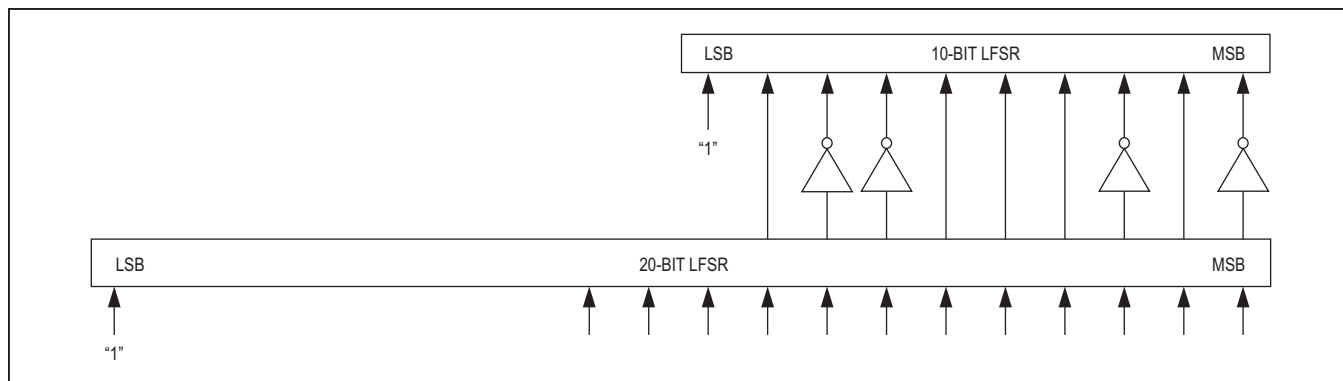 LSB 10-BIT LFSR MSB
“1”
LSB 20-BIT LFSR MSB
“1”